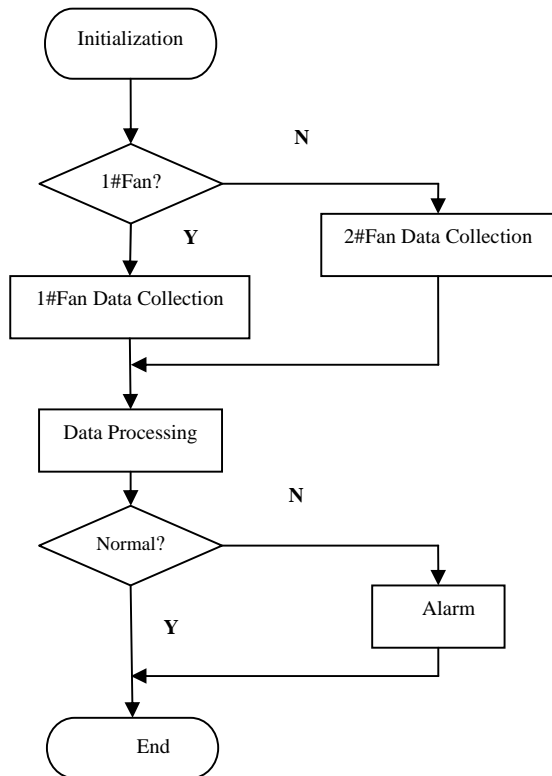 Initialization
N
1#Fan?
Y
2#Fan Data Collection
1#Fan Data Collection
Data Processing
N
Normal?
Alarm
Y
End